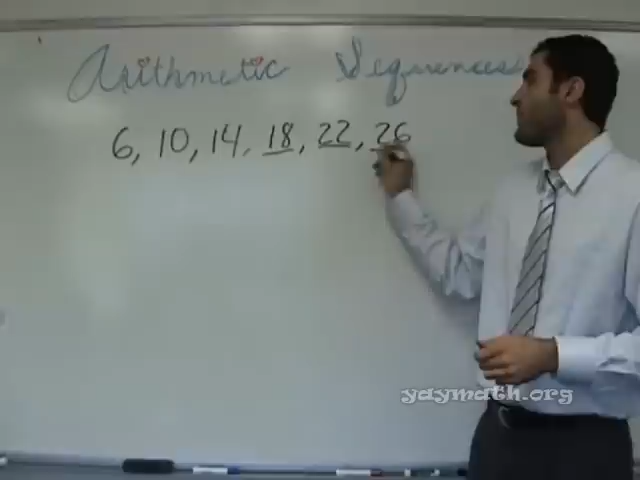 Arithmetic Sequences
6, 10, 14, 18, 22, 26
yaymath.org